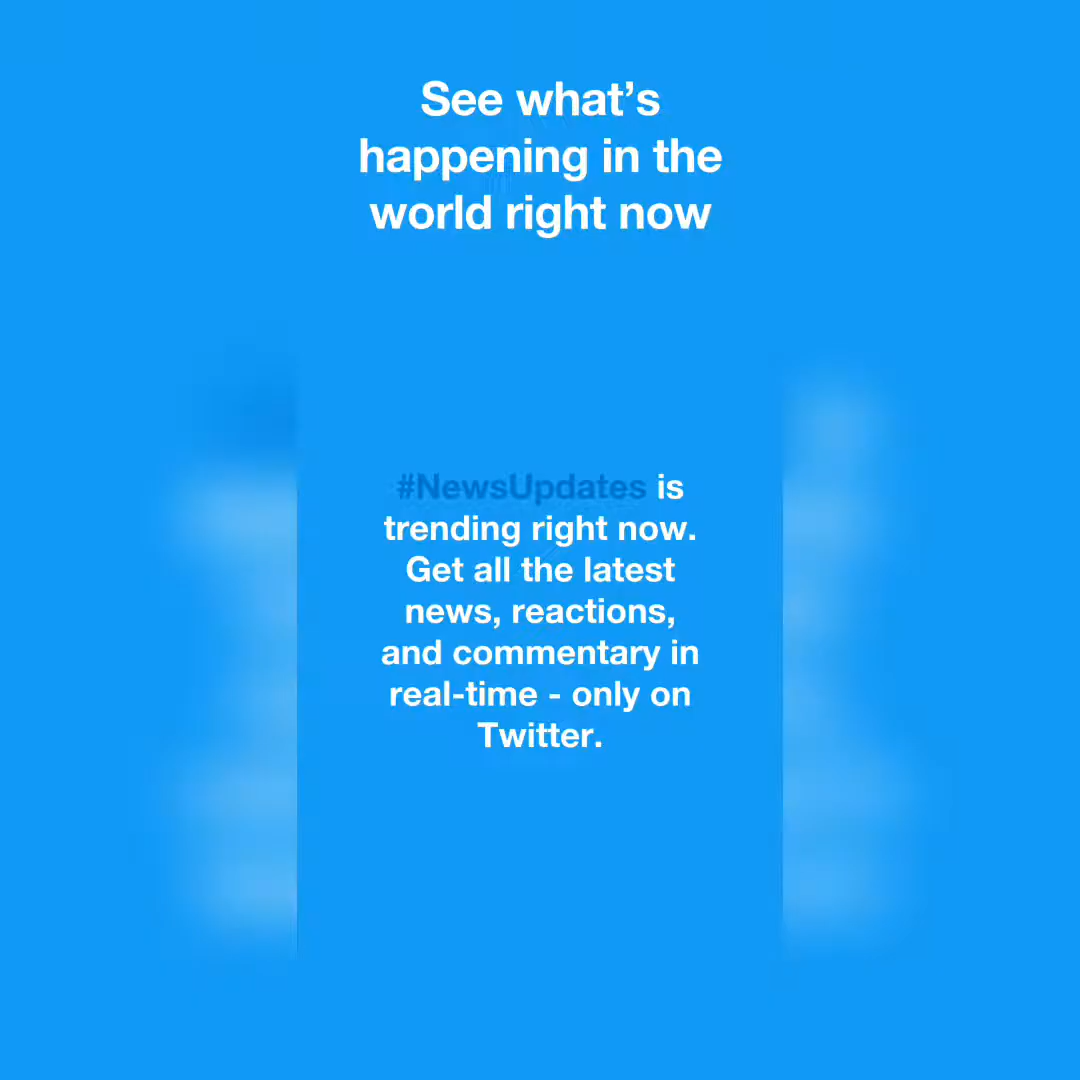 See what’s
happening in the
world right now
#NewsUpdates is
trending right now.
Get all the latest
news, reactions,
and commentary in
real-time - only on
Twitter.